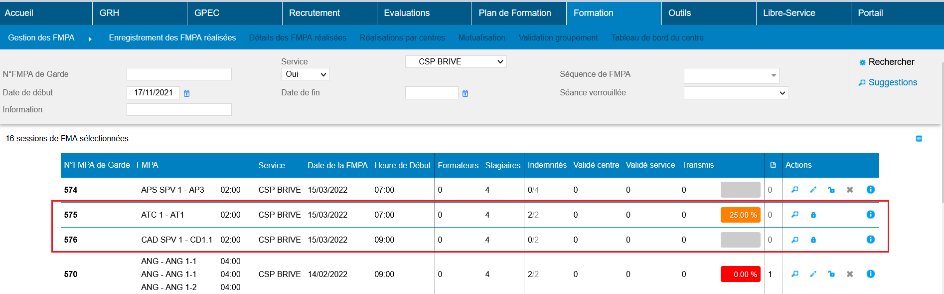 Accueil GRH GPEC Recrutement Evaluations Plan de Formation Formation Outils Libre-Service Portail
Gestion des FMPA Enregistrement des FMPA réalisées Détails des FMPA réalisées Réalisations par centres Mutualisation Validation groupement Tableau de bord du centre
Service CSP BRIVE Rechercher
N°FMPA de Garde Oui Séquence de FMPA
Suggestions
Date de début 17/11/2021 Date de fin Séance verrouillée
Information
16 sessions de FMA sélectionnées
N°FMPA de Garde FMPA Service Date de la FMPA Heure de Début Formateurs Stagiaires Indemnités Validé centre Validé service Transmis Actions
574 APS SPV 1 - AP3 02:00 CSP BRIVE 15/03/2022 07:00 0 4 0/4 0 0 0 0
575 ATC 1 - AT1 02:00 CSP BRIVE 15/03/2022 07:00 0 4 2/2 0 0 0 25.00 % 0
576 CAD SPV 1 - CD1.1 02:00 CSP BRIVE 15/03/2022 09:00 0 4 0/2 0 0 0 0
ANG - ANG 1-1 04:00
570 ANG - ANG 1-1 04:00 CSP BRIVE 14/02/2022 09:00 0 4 2/2 0 0 0 0.00 % 1
ANG - ANG 1-2 04:00